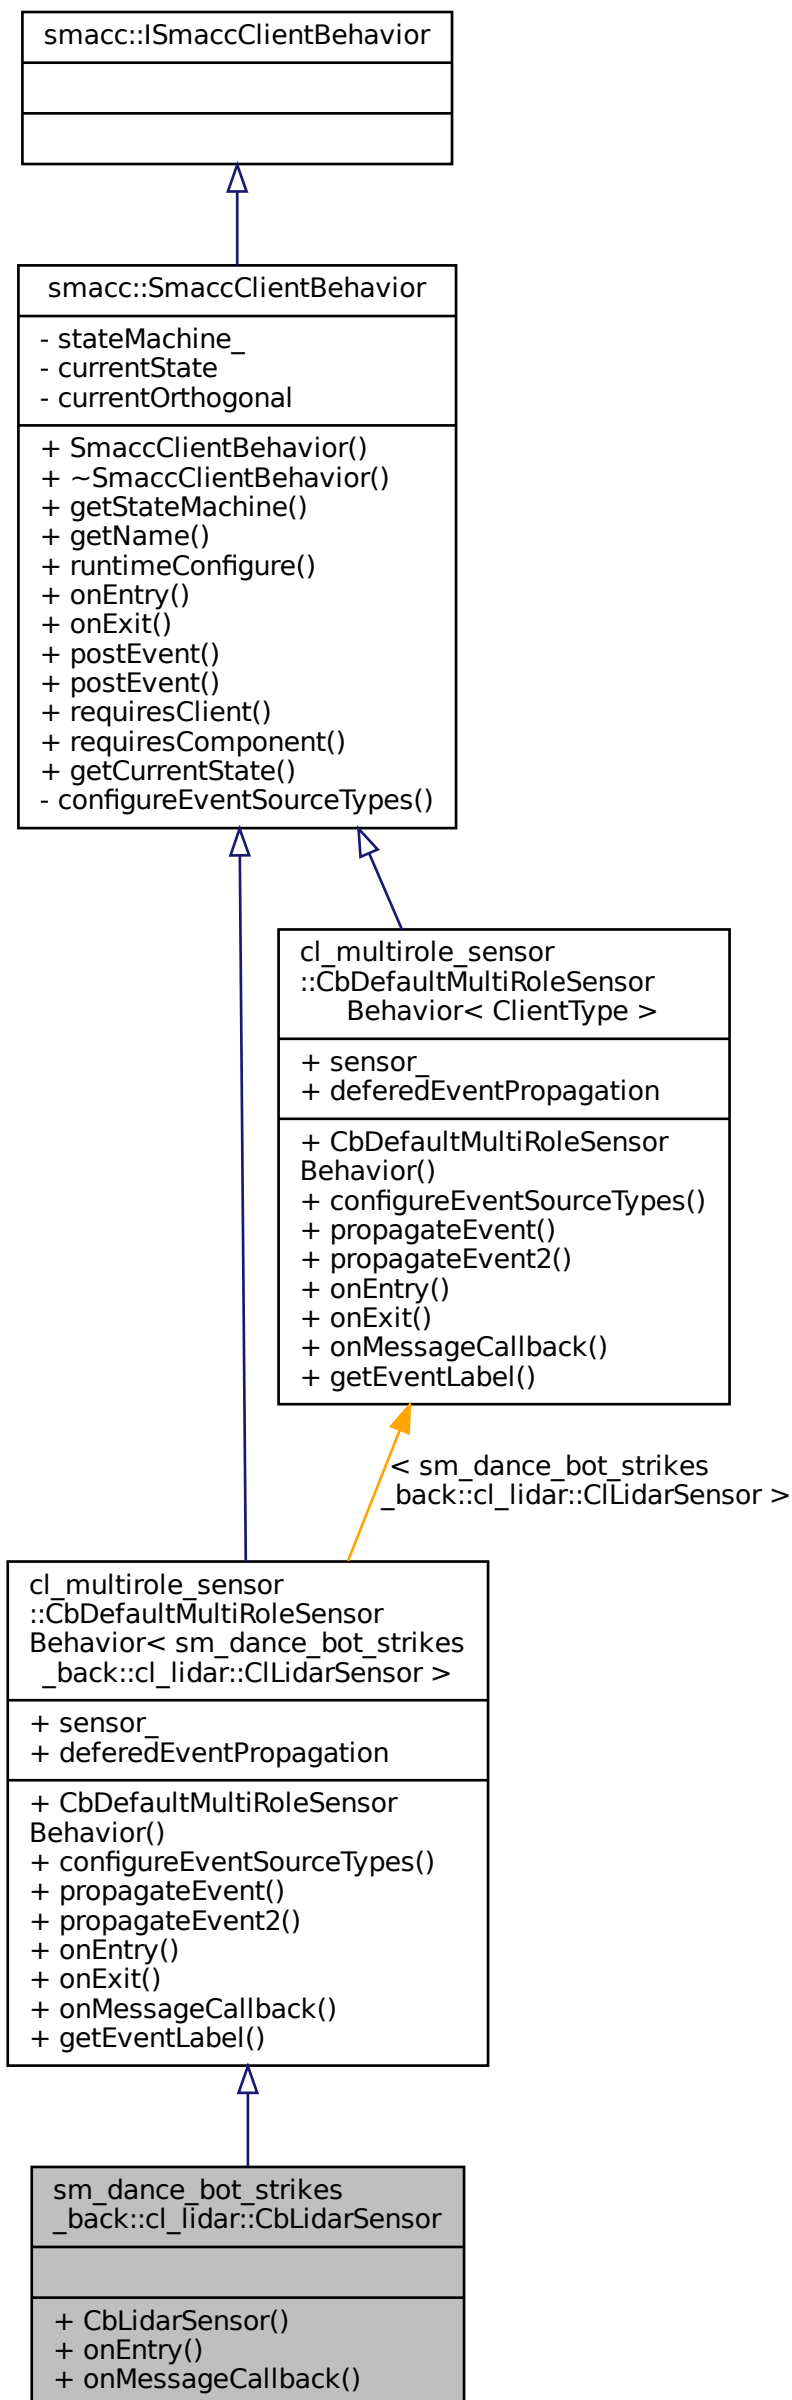 smacc::ISmaccClientBehavior
smacc::SmaccClientBehavior
- stateMachine_
- currentState
- currentOrthogonal
+ SmaccClientBehavior()
+ ~SmaccClientBehavior()
+ getStateMachine()
+ getName()
+ runtimeConfigure()
+ onEntry()
+ onExit()
+ postEvent()
+ postEvent()
+ requiresClient()
+ requiresComponent()
+ getCurrentState()
- configureEventSourceTypes()
cl_multirole_sensor
::CbDefaultMultiRoleSensor
Behavior< ClientType >
+ sensor_
+ deferedEventPropagation
+ CbDefaultMultiRoleSensor
Behavior()
+ configureEventSourceTypes()
+ propagateEvent()
+ propagateEvent2()
+ onEntry()
+ onExit()
+ onMessageCallback()
+ getEventLabel()
< sm_dance_bot_strikes
_back::cl_lidar::ClLidarSensor >
cl_multirole_sensor
::CbDefaultMultiRoleSensor
Behavior< sm_dance_bot_strikes
_back::cl_lidar::ClLidarSensor >
+ sensor_
+ deferedEventPropagation
+ CbDefaultMultiRoleSensor
Behavior()
+ configureEventSourceTypes()
+ propagateEvent()
+ propagateEvent2()
+ onEntry()
+ onExit()
+ onMessageCallback()
+ getEventLabel()
sm_dance_bot_strikes
_back::cl_lidar::CbLidarSensor
+ CbLidarSensor()
+ onEntry()
+ onMessageCallback()